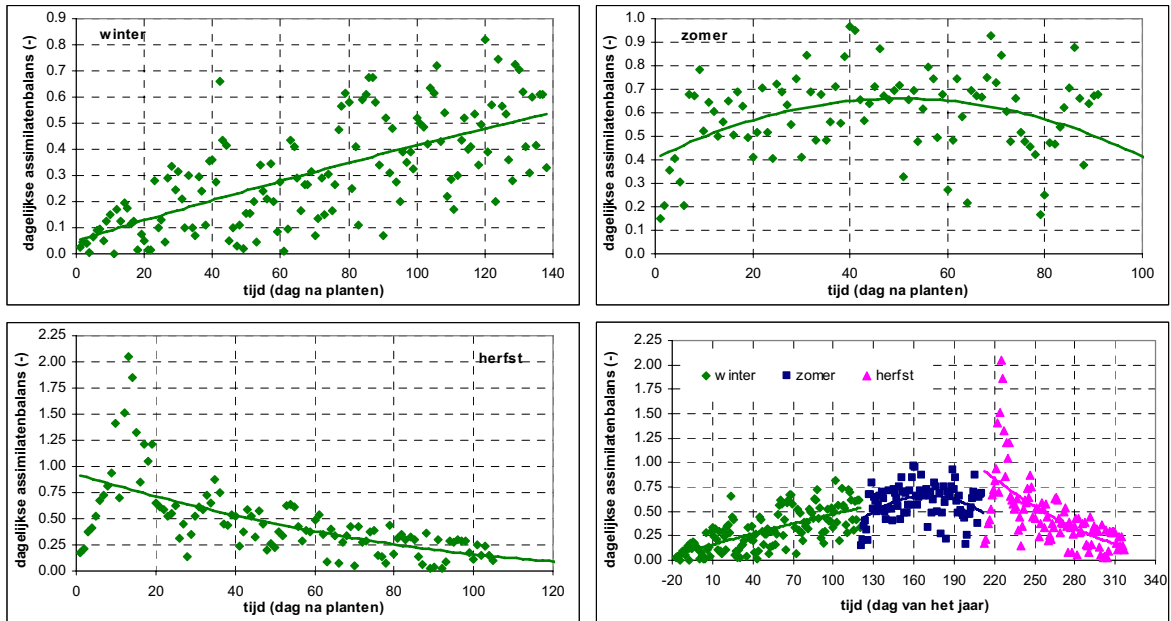 winter
dagelijkse assimilatenbalans (-)
0.9
0.8
0.7
0.6
0.5
0.4
0.3
0.2
0.1
0.0
0 20 40 60 80 100 120 140
tijd (dag na planten)
zomer
dagelijkse assimilatenbalans (-)
1.0
0.9
0.8
0.7
0.6
0.5
0.4
0.3
0.2
0.1
0.0
0 20 40 60 80 100
tijd (dag na planten)
herfst
dagelijkse assimilatenbalans (-)
2.25
2.00
1.75
1.50
1.25
1.00
0.75
0.50
0.25
0.00
0 20 40 60 80 100 120
tijd (dag na planten)
winter zomer herfst
dagelijkse assimilatenbalans (-)
2.25
2.00
1.75
1.50
1.25
1.00
0.75
0.50
0.25
0.00
-20 10 40 70 100 130 160 190 220 250 280 310 340
tijd (dag van het jaar)